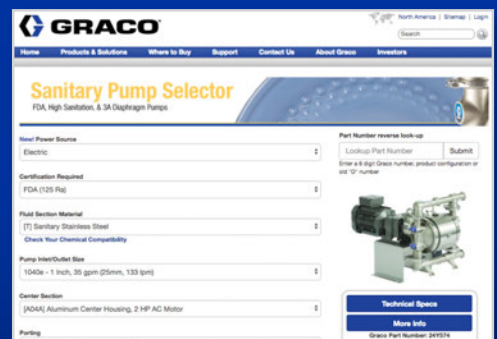 GRACO
North America | Sitemap | Login
Search
Home Products & Solutions Where to Buy Support Contact Us About Graco Investors
Sanitary Pump Selector
FDA, High Sanitation, & 3A Diaphragm Pumps
New! Power Source
Electric
Certification Required
FDA (125 Ra)
Fluid Section Material
[T] Sanitary Stainless Steel
Check Your Chemical Compatibility
Pump Inlet/Outlet Size
1040e - 1 Inch, 35 gpm (25mm, 133 lpm)
Center Section
[A04A] Aluminum Center Housing, 2 HP AC Motor
Porting
Part Number reverse look-up
Lookup Part Number Submit
Enter a 6 digit Graco number, product configuration or
old "D" number
Technical Specs
More Info
Graco Part Number: 24Y574